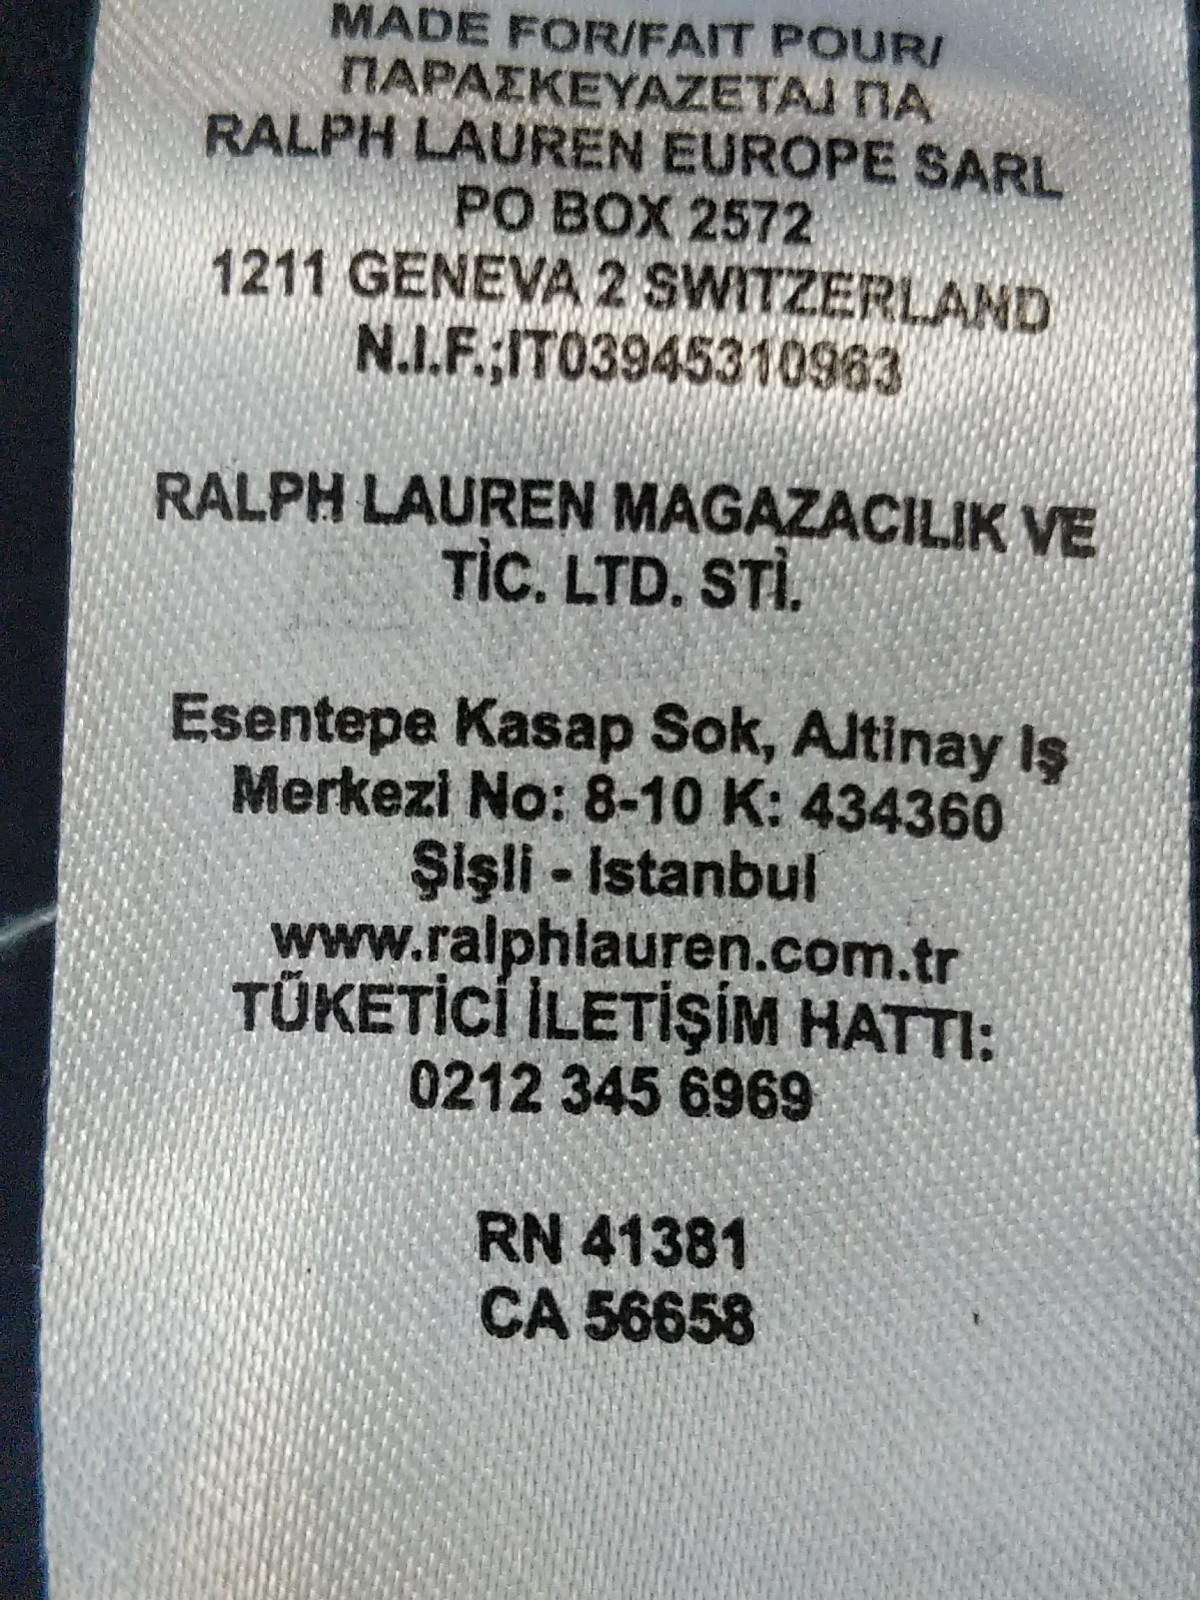 MADE FOR/FAIT POUR/
ΠΑΡΑΣΚΕΥΑΖΕΤΑΙ ΠΑ
RALPH LAUREN EUROPE SARL
PO BOX 2572
1211 GENEVA 2 SWITZERLAND
N.I.F.;IT03945310963
RALPH LAUREN MAGAZACILIK VE
TİC. LTD. STİ.
Esentepe Kasap Sok, Altinay Iş
Merkezi No: 8-10 K: 434360
Şişli - Istanbul
www.ralphlauren.com.tr
TÜKETİCİ İLETİŞİM HATTI:
0212 345 6969
RN 41381
CA 56658